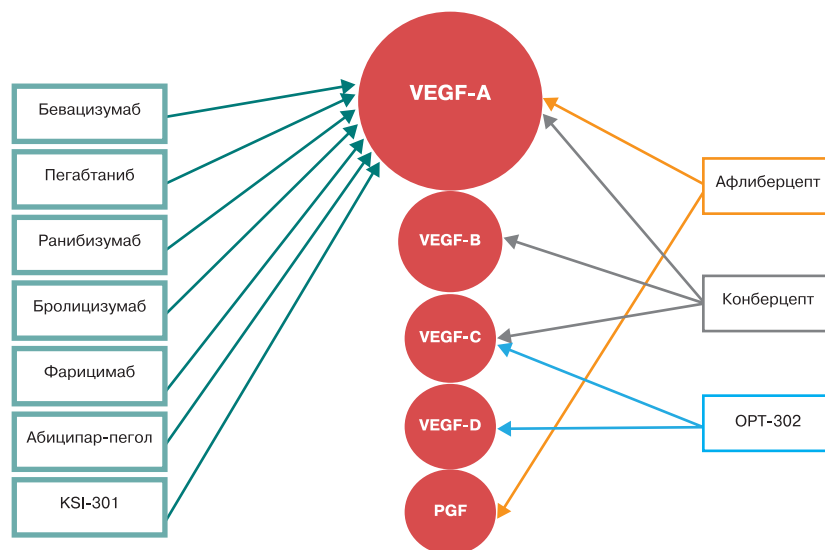 Бевацизумаб
Пегабтаниб
Ранибизумаб
Бролицизумаб
Фарицимаб
Абиципар-пегол
KSI-301
VEGF-A
VEGF-B
VEGF-C
VEGF-D
PGF
Афлиберцепт
Конберцепт
OPT-302